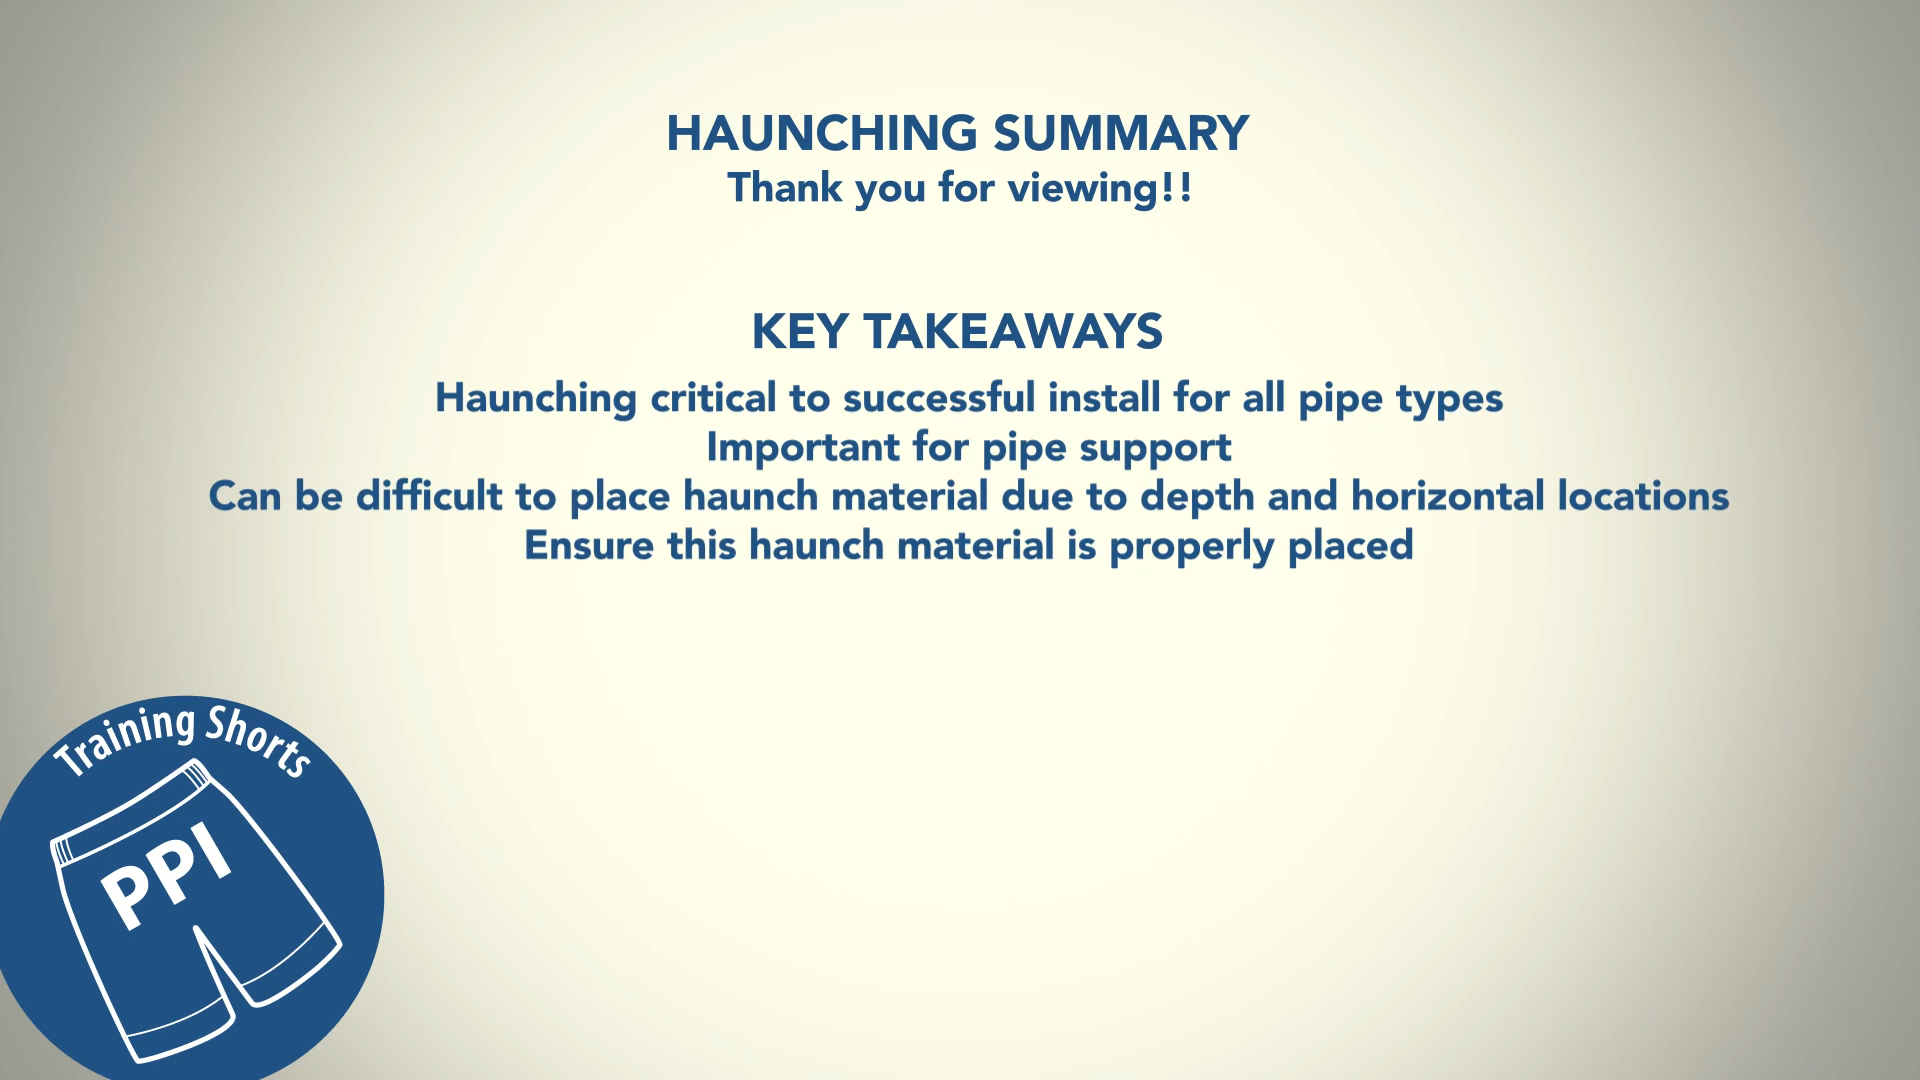 HAUNCHING SUMMARY
Thank you for viewing!!
KEY TAKEAWAYS
Haunching critical to successful install for all pipe types
Important for pipe support
Can be difficult to place haunch material due to depth and horizontal locations
Ensure this haunch material is properly placed
Training Shorts
PPI